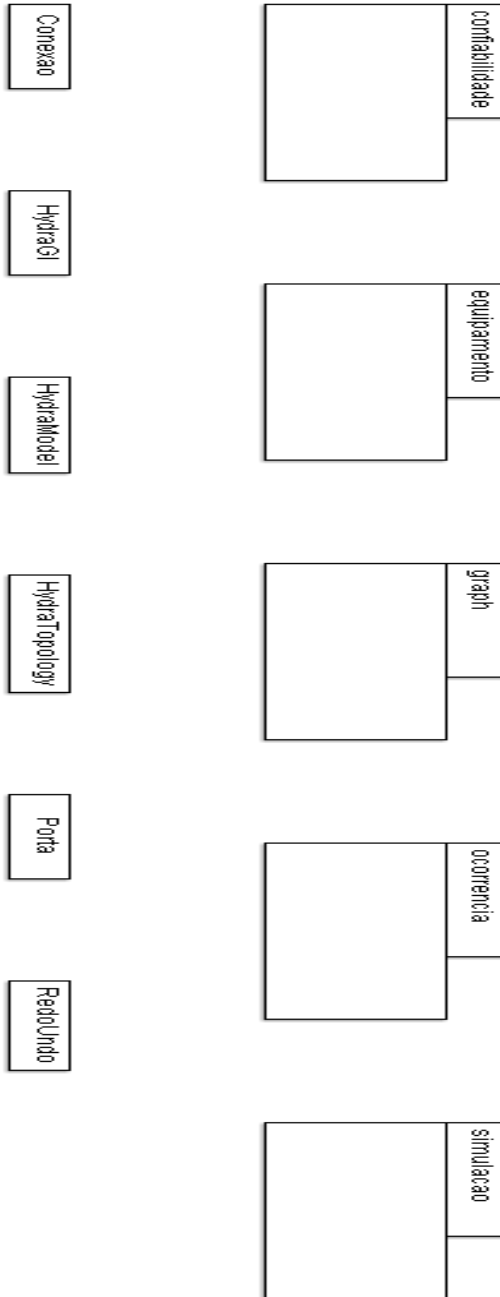 confiabilidade
equipamento
graph
ocorrencia
simulacao
Conexao
HydraGI
HydraModel
HydraTopology
Porta
RedoUndo